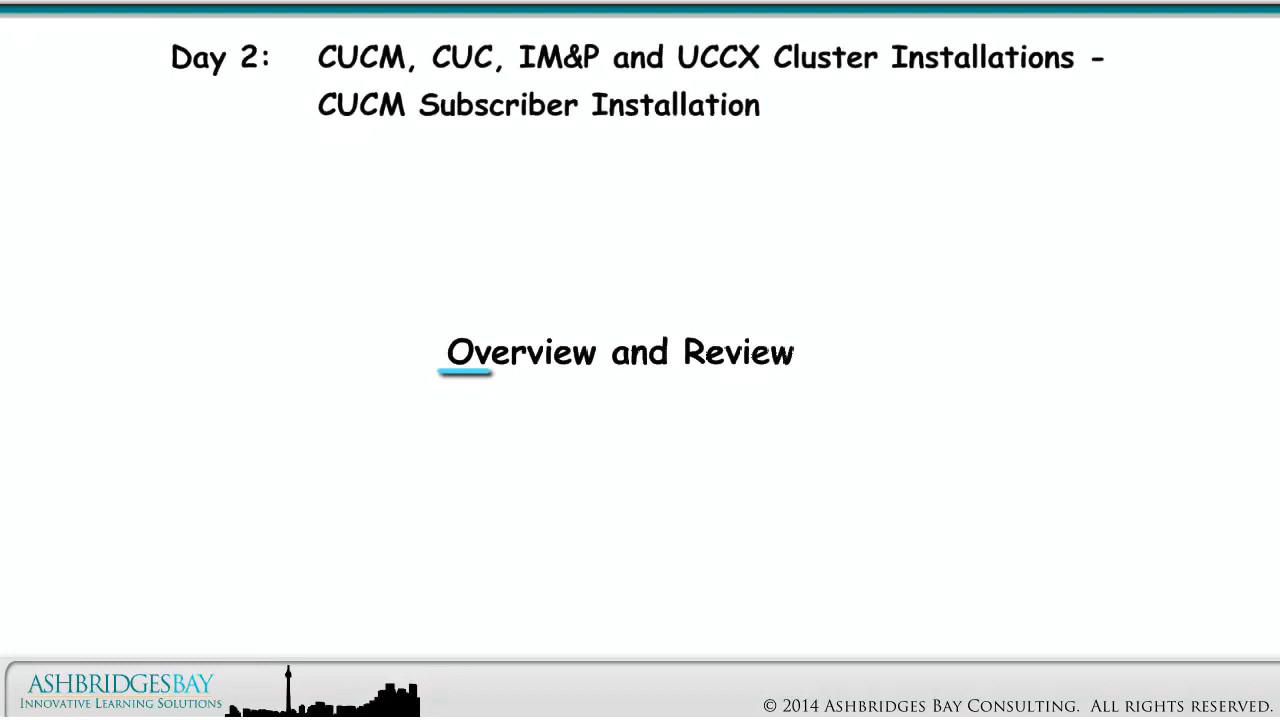 Day 2: CUCM, CUC, IM&P and UCCX Cluster Installations -
CUCM Subscriber Installation
Overview and Review
ASHBRIDGESBAY
INNOVATIVE LEARNING SOLUTIONS
© 2014 ASHBRIDGES BAY CONSULTING. ALL RIGHTS RESERVED.